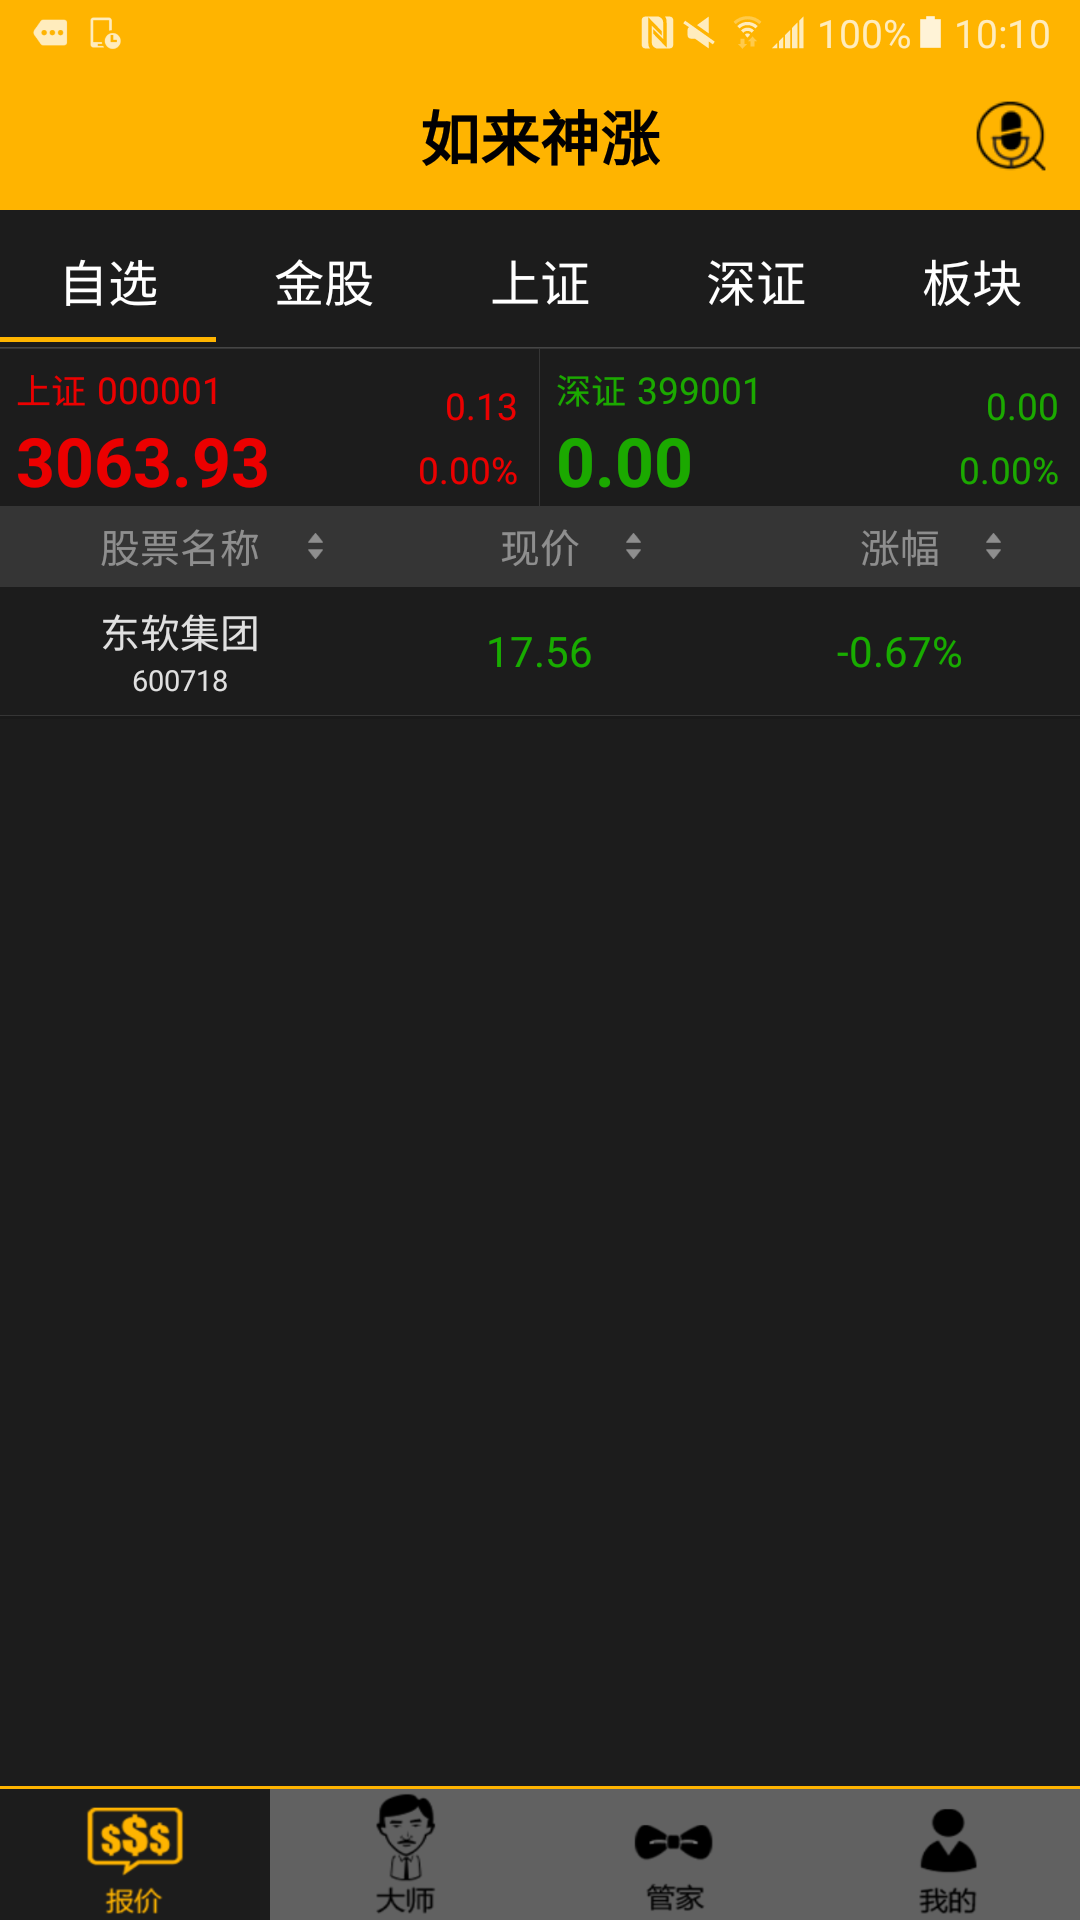 100% 10:10
如来神涨
自选 金股 上证 深证 板块
上证 000001 0.13 深证 399001 0.00
3063.93 0.00% 0.00 0.00%
股票名称 现价 涨幅
东软集团 17.56 -0.67%
600718
$$$
报价 大师 管家 我的